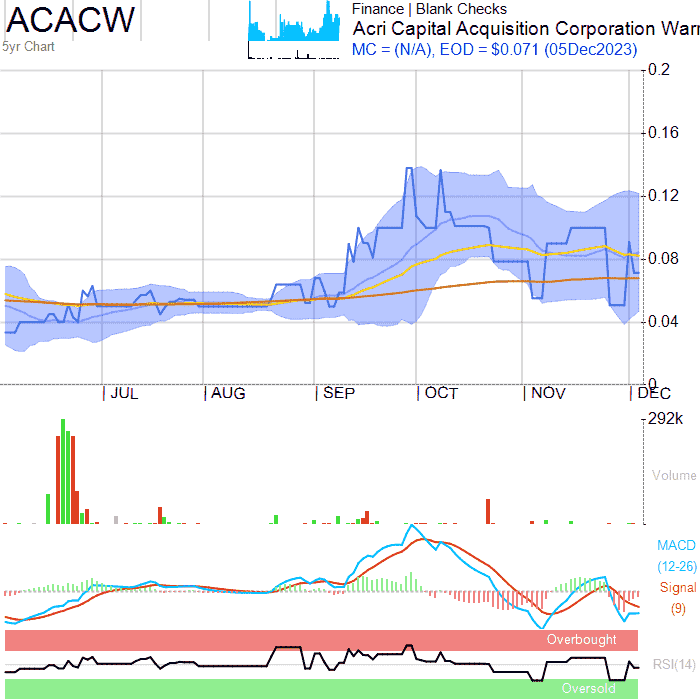 ACACW
5yr Chart
Finance | Blank Checks
Acri Capital Acquisition Corporation Warr
MC = (N/A), EOD = $0.071 (05Dec2023)
0.2
0.16
0.12
0.08
0.04
0
JUL AUG SEP OCT NOV DEC
292k
Volume
MACD
(12-26)
Signal
(9)
Overbought
RSI(14)
Oversold